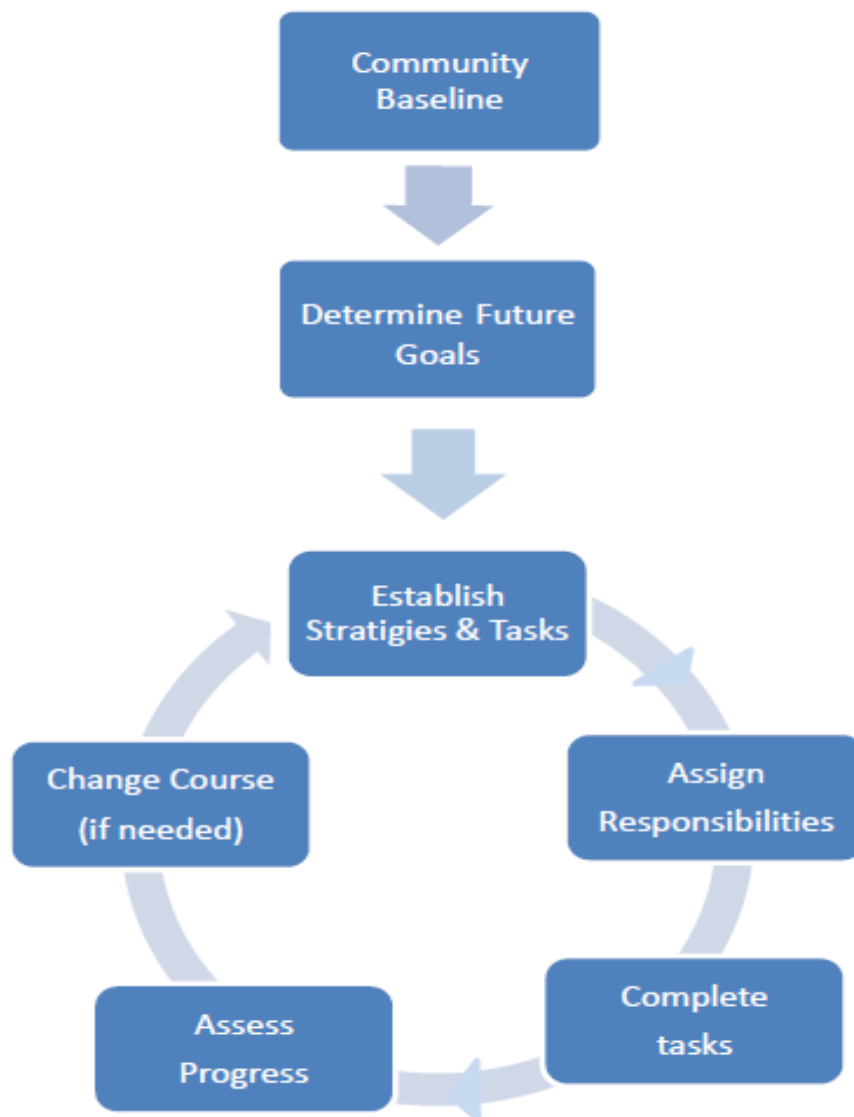 Community
Baseline
Determine Future
Goals
Establish
Stratigies & Tasks
Assign
Responsibilities
Complete
tasks
Assess
Progress
Change Course
(if needed)